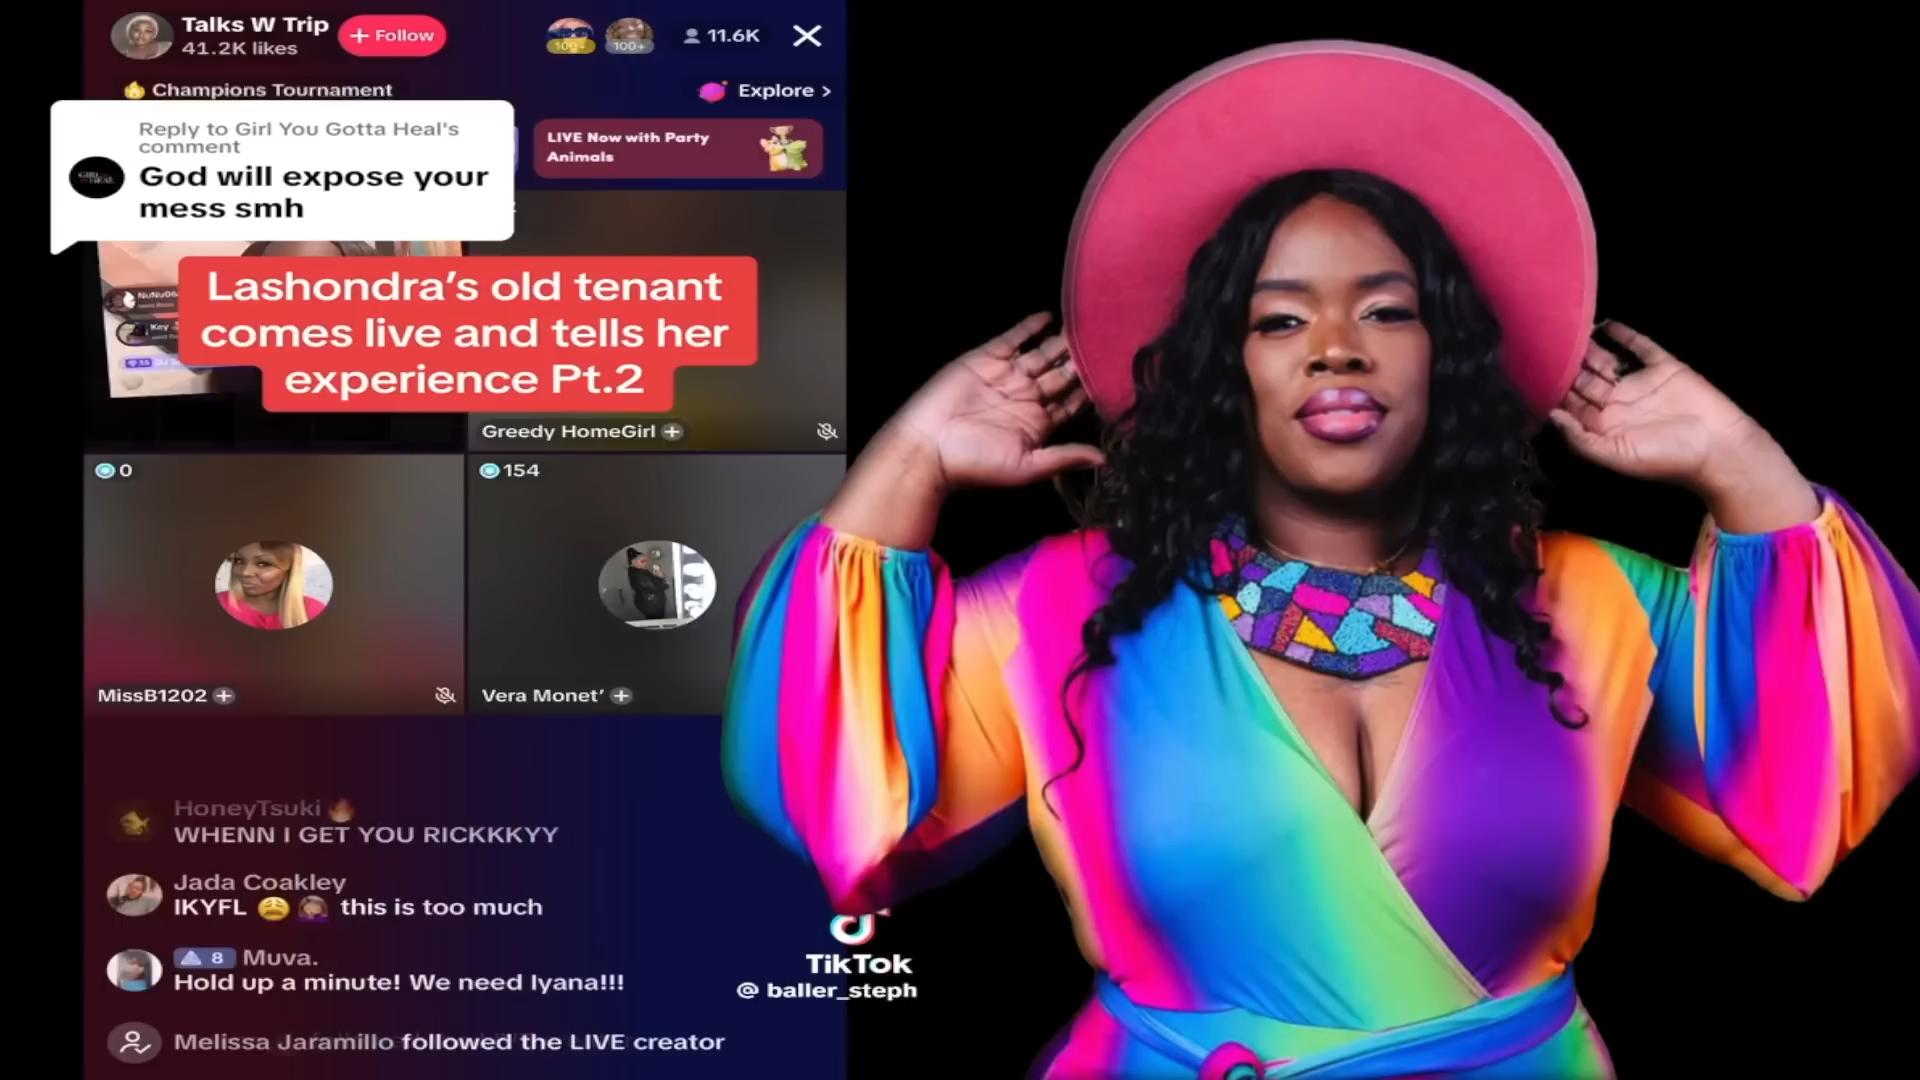 Talks W Trip
41.2K likes
+ Follow
100+
11.6K
Champions Tournament
Explore >
Reply to Girl You Gotta Heal's
comment
God will expose your
mess smh
LIVE Now with Party
Animals
Lashondra's old tenant
comes live and tells her
experience Pt.2
NuNu06
Key
Greedy HomeGirl +
0
154
MissB1202 +
Vera Monet' +
HoneyTsuki 🔥
WHENN I GET YOU RICKKKYY
Jada Coakley
IKYFL 😩 🤦🏽‍♀️ this is too much
8 Muva.
Hold up a minute! We need Iyana!!!
Melissa Jaramillo followed the LIVE creator
TikTok
@ baller_steph